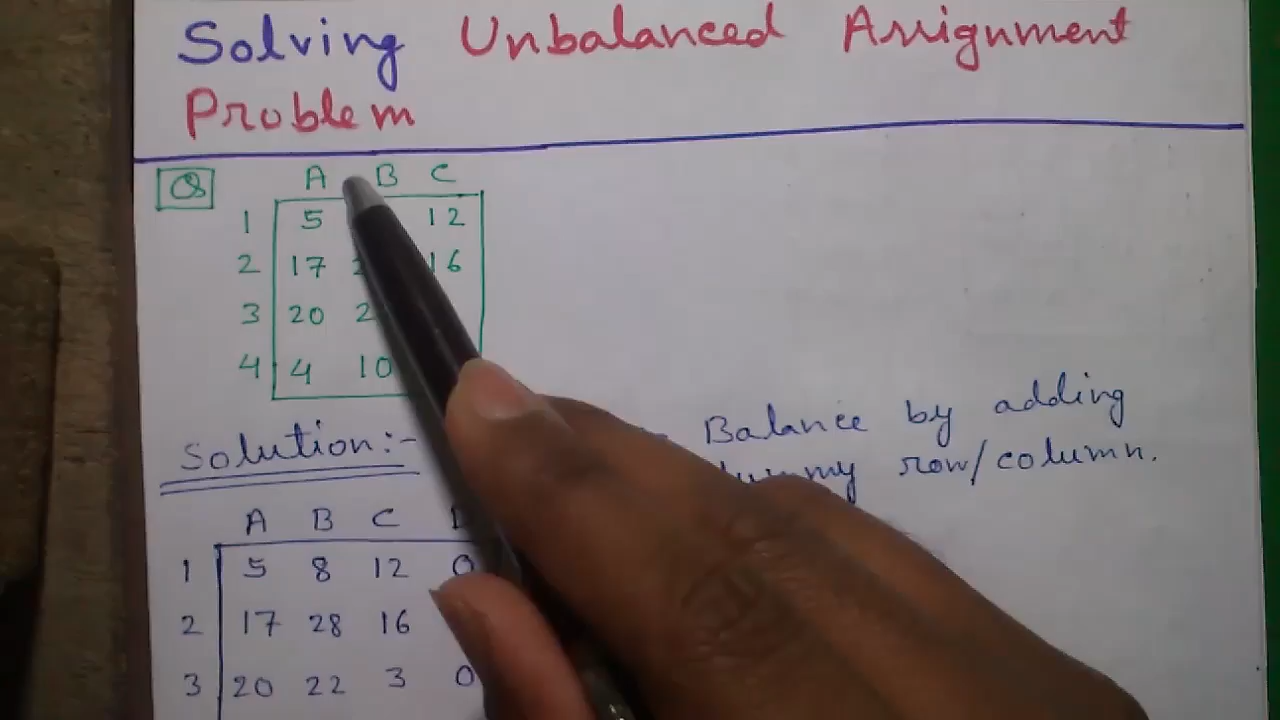 Solving Unbalanced Assignment
Problem
Q A B C
1 5 12
2 17 16
3 20
4 4 10
Solution:- Balance by adding
row/column.
A B C
1 5 8 12 0
2 17 28 16
3 20 22 3 0